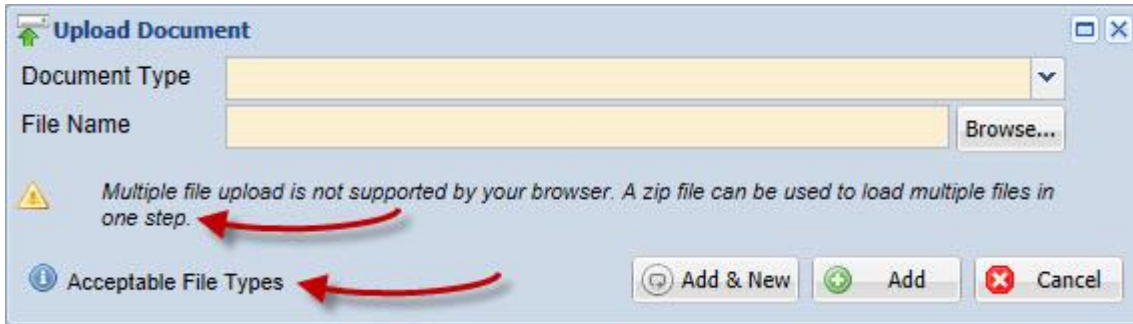 Upload Document
Document Type
File Name
Browse...
Multiple file upload is not supported by your browser. A zip file can be used to load multiple files in
one step.
Acceptable File Types
Add & New
Add
Cancel